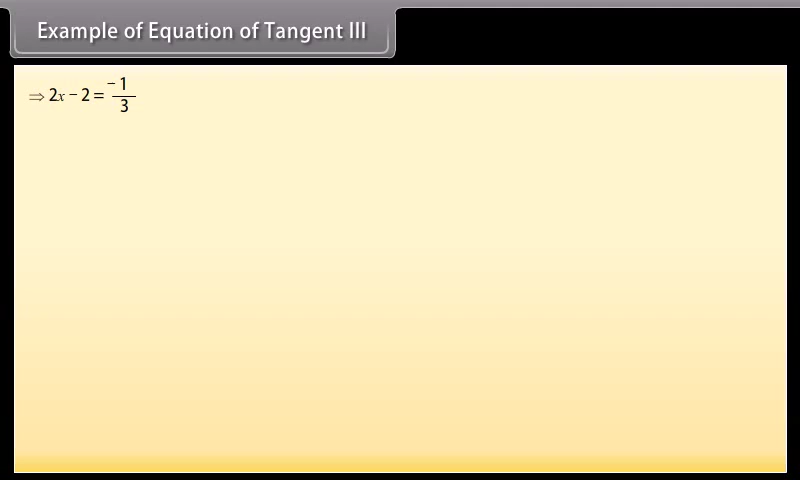 Example of Equation of Tangent III
⇒ 2x − 2 = −1/3